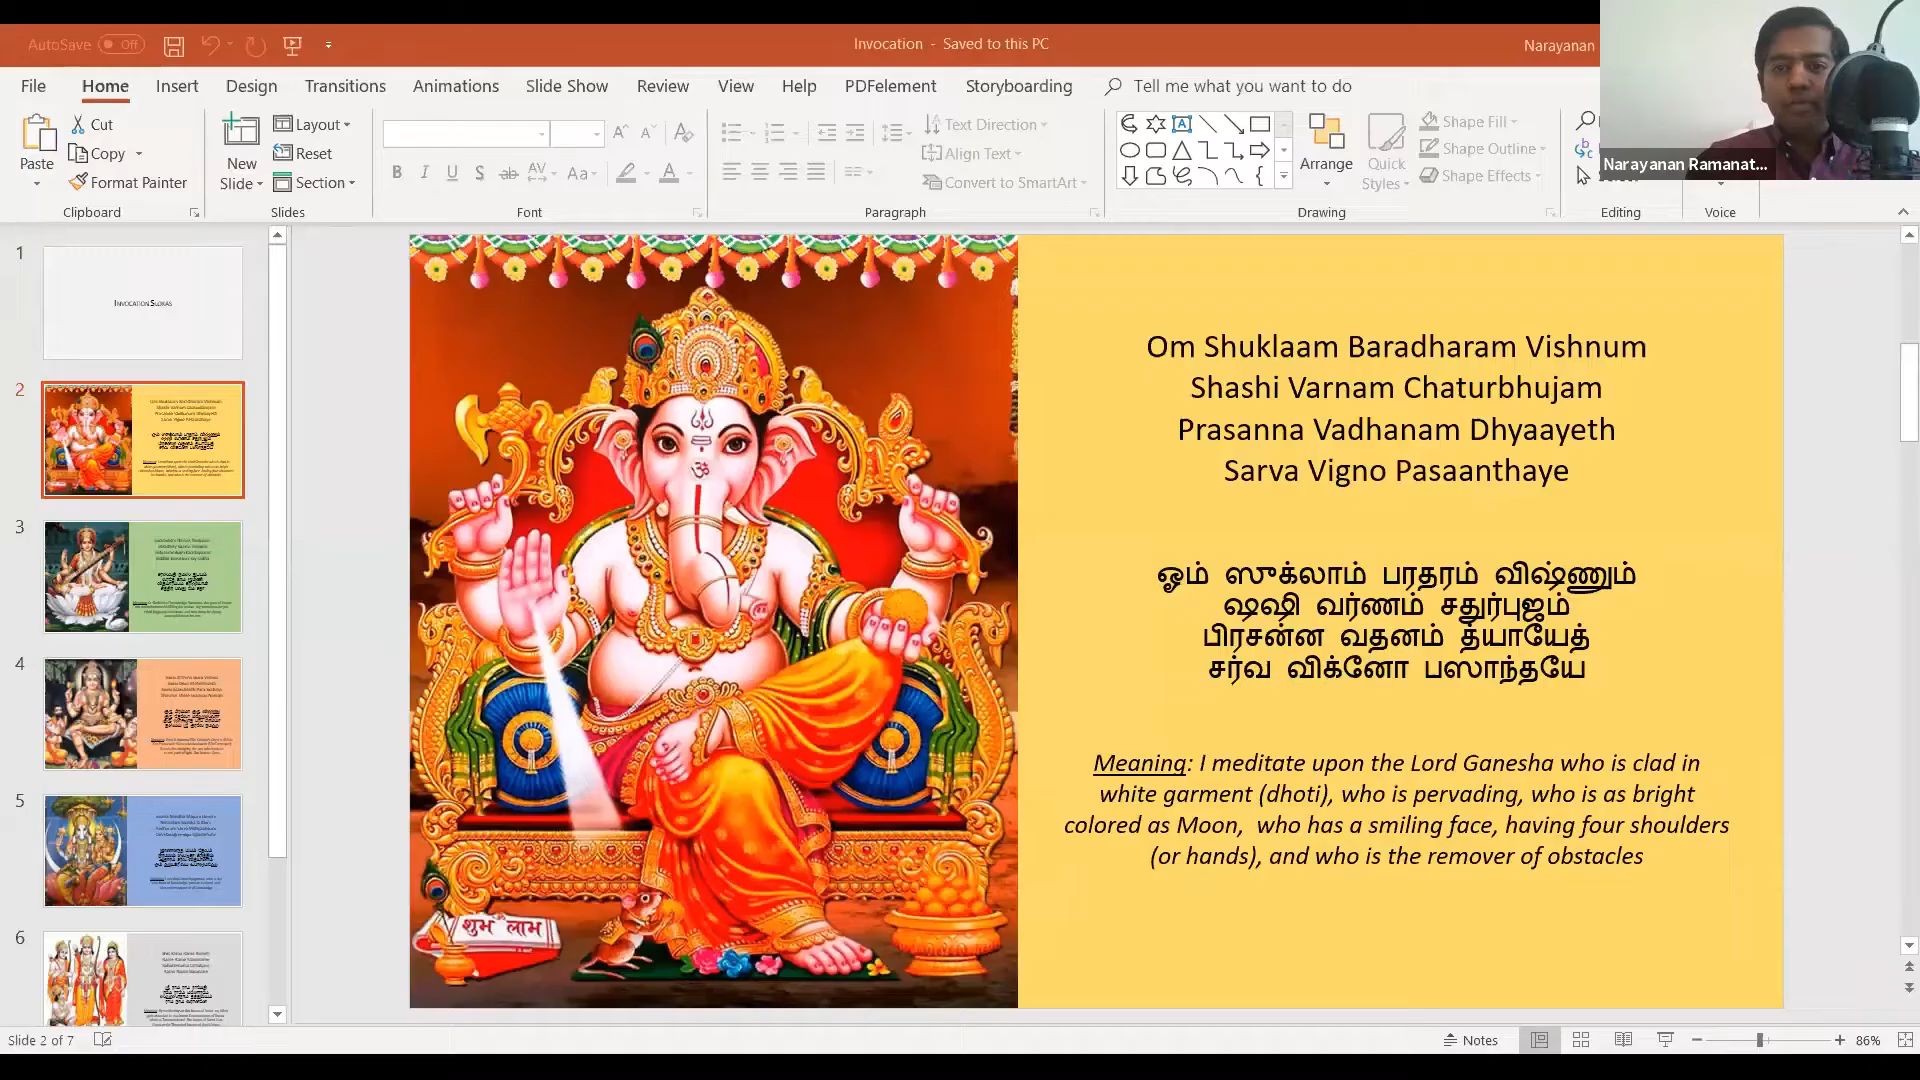 AutoSave Off
Invocation - Saved to this PC
Narayanan
File Home Insert Design Transitions Animations Slide Show Review View Help PDFelement Storyboarding Tell me what you want to do
Paste
Cut
Copy
Format Painter
Clipboard
New Slide
Layout
Reset
Section
Slides
Font
Text Direction
Align Text
Convert to SmartArt
Paragraph
Arrange
Quick Styles
Shape Fill
Shape Outline
Shape Effects
Drawing
Editing
Voice
Narayanan Ramanat...
1
INVOCATION SLOKAS
2
3
4
5
6
Om Shuklaam Baradharam Vishnum
Shashi Varnam Chaturbhujam
Prasanna Vadhanam Dhyaayeth
Sarva Vigno Pasaanthaye
ஓம் ஸுக்லாம் பரதரம் விஷ்ணும்
ஷஷி வர்ணம் சதுர்புஜம்
பிரசன்ன வதனம் த்யாயேத்
சர்வ விக்னோ பஸாந்தயே
Meaning: I meditate upon the Lord Ganesha who is clad in
white garment (dhoti), who is pervading, who is as bright
colored as Moon, who has a smiling face, having four shoulders
(or hands), and who is the remover of obstacles
ॐ
शुभ लाभ
Slide 2 of 7
Notes
86%